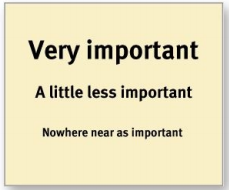 Very important
A little less important
Nowhere near as important